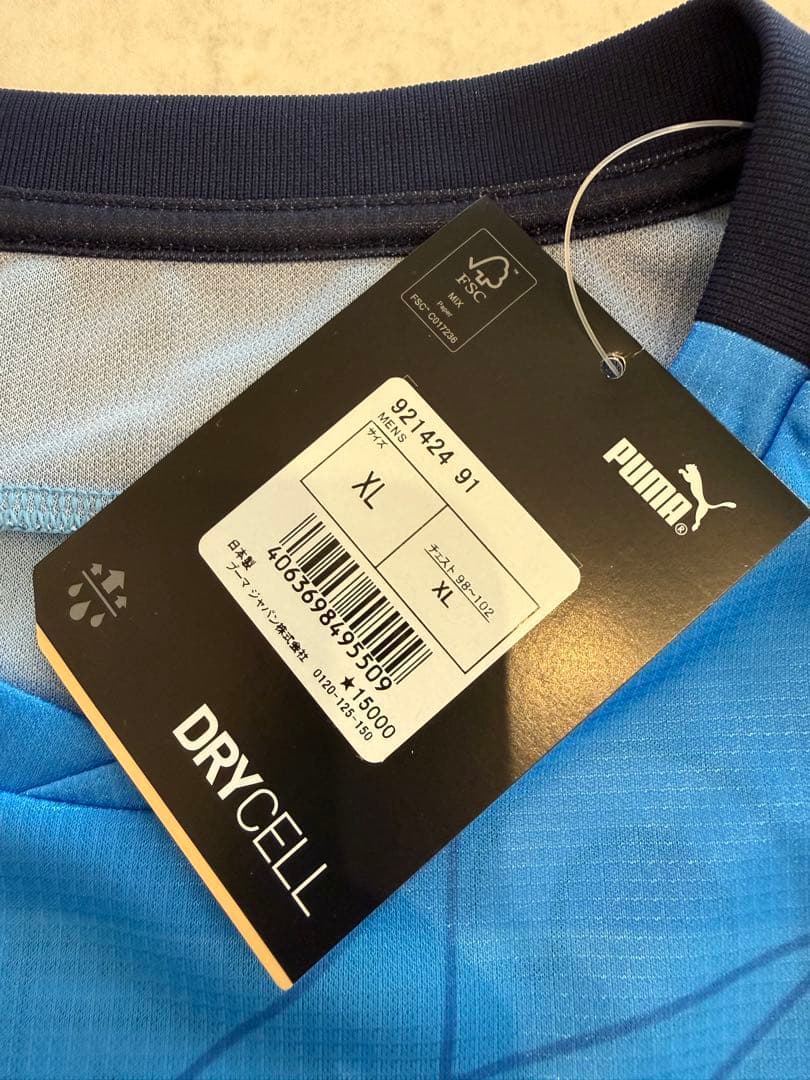 FSC™
MIX
Paper
FSC™ C017236
PUMA®
921424 91
MENS
サイズ
XL
チェスト 98~102
XL
4063698495509
日本製
プーマ ジャパン株式会社
★15000
0120-125-150
DRYCELL